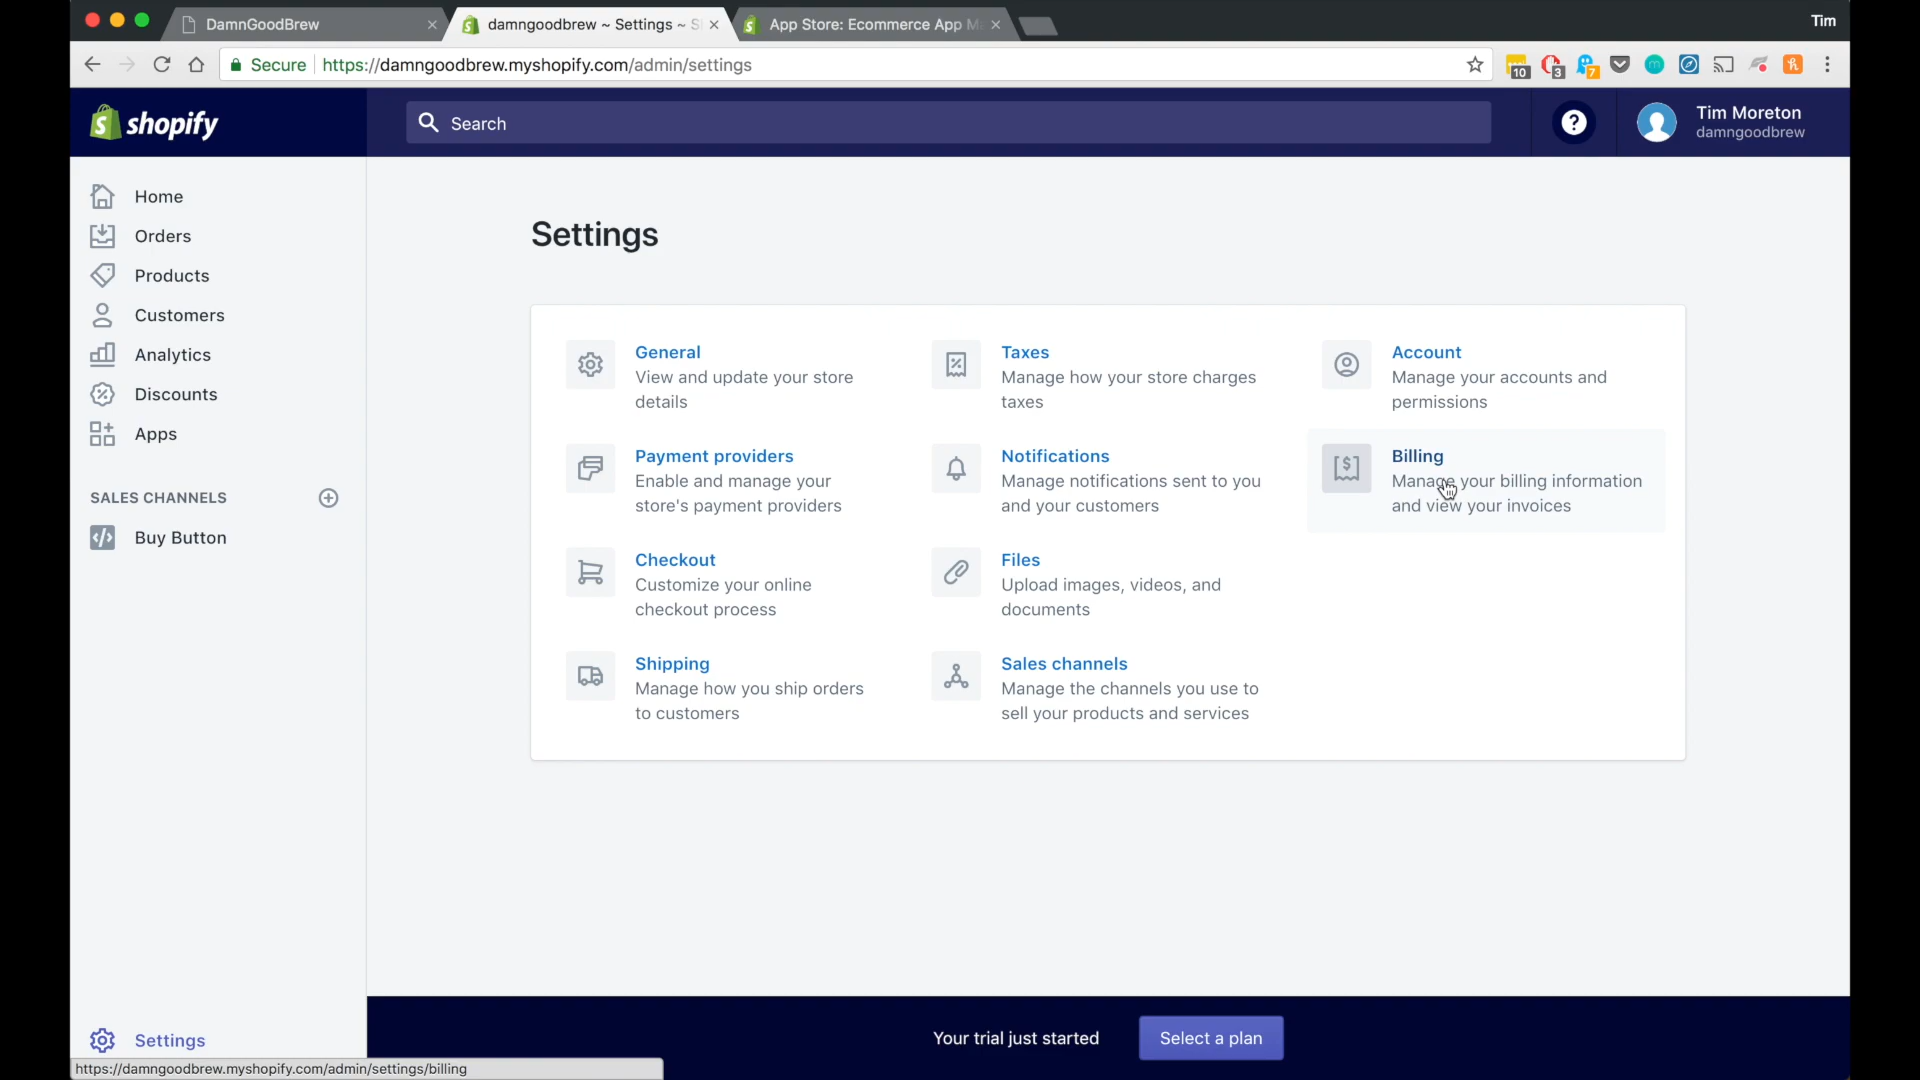 DamnGoodBrew
damngoodbrew ~ Settings ~ S
App Store: Ecommerce App M
Tim
Secure
https://damngoodbrew.myshopify.com/admin/settings
10
3
7
shopify
Search
?
Tim Moreton
damngoodbrew
Home
Orders
Products
Customers
Analytics
Discounts
Apps
SALES CHANNELS
Buy Button
Settings
Settings
General
View and update your store
details
Payment providers
Enable and manage your
store's payment providers
Checkout
Customize your online
checkout process
Shipping
Manage how you ship orders
to customers
Taxes
Manage how your store charges
taxes
Notifications
Manage notifications sent to you
and your customers
Files
Upload images, videos, and
documents
Sales channels
Manage the channels you use to
sell your products and services
Account
Manage your accounts and
permissions
Billing
Manage your billing information
and view your invoices
Your trial just started
Select a plan
https://damngoodbrew.myshopify.com/admin/settings/billing